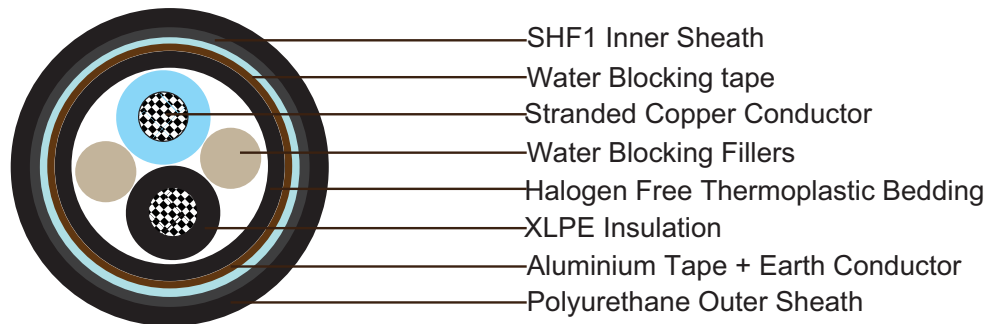 SHF1 Inner Sheath
Water Blocking tape
Stranded Copper Conductor
Water Blocking Fillers
Halogen Free Thermoplastic Bedding
XLPE Insulation
Aluminium Tape + Earth Conductor
Polyurethane Outer Sheath